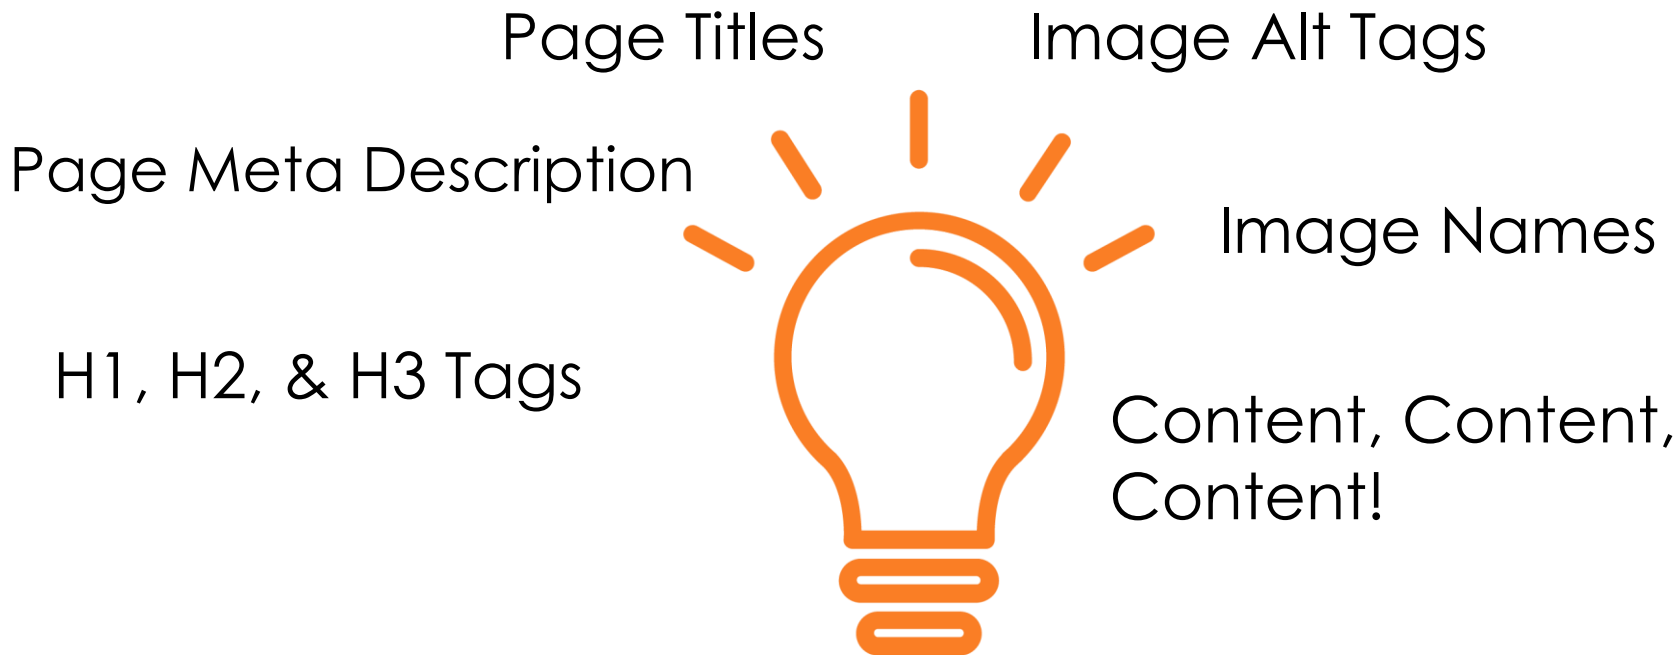 Page Titles
Image Alt Tags
Page Meta Description
Image Names
H1, H2, & H3 Tags
Content, Content,
Content!